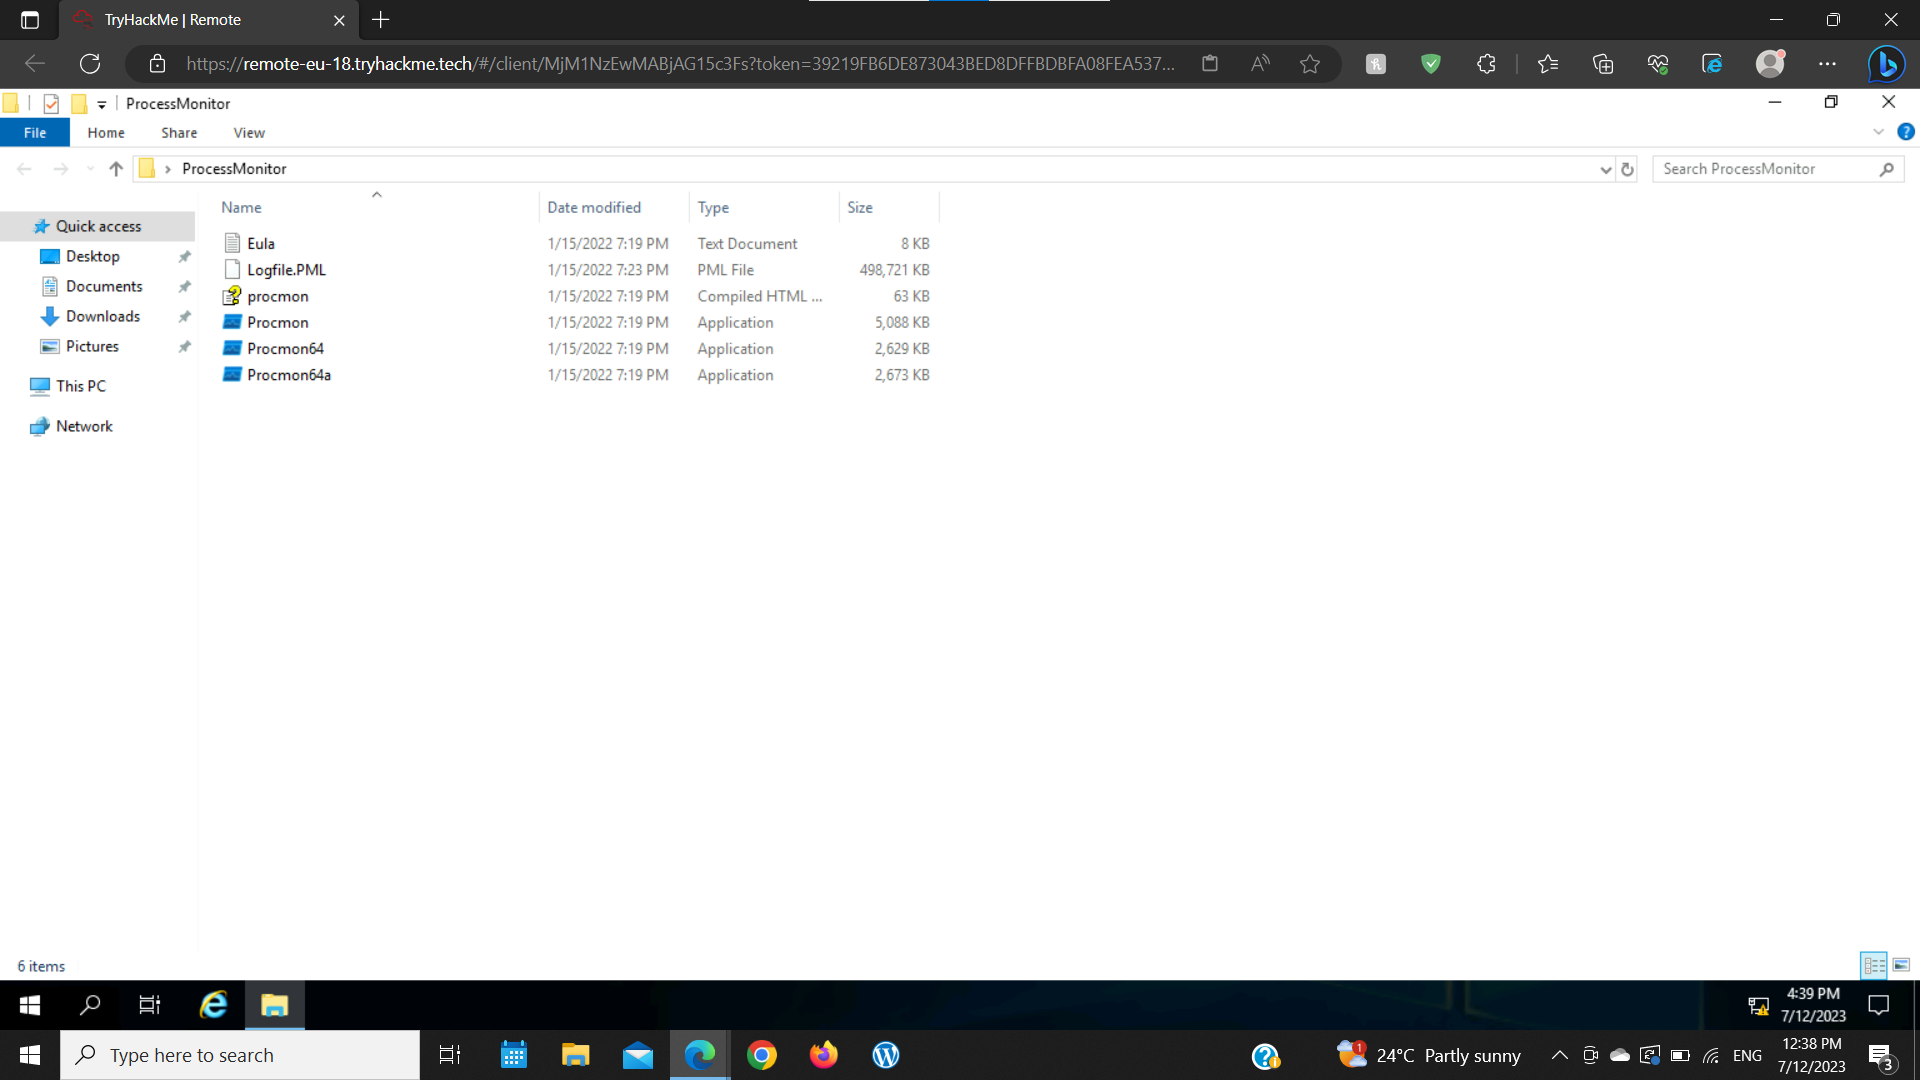 TryHackMe | Remote
https://remote-eu-18.tryhackme.tech/#/client/MjM1NzEwMABjAG15c3Fs?token=39219FB6DE873043BED8DFFBDBFA08FEA537...
ProcessMonitor
File Home Share View
ProcessMonitor
Search ProcessMonitor
Name Date modified Type Size
Quick access
Desktop
Documents
Downloads
Pictures
This PC
Network
Eula 1/15/2022 7:19 PM Text Document 8 KB
Logfile.PML 1/15/2022 7:23 PM PML File 498,721 KB
procmon 1/15/2022 7:19 PM Compiled HTML ... 63 KB
Procmon 1/15/2022 7:19 PM Application 5,088 KB
Procmon64 1/15/2022 7:19 PM Application 2,629 KB
Procmon64a 1/15/2022 7:19 PM Application 2,673 KB
6 items
4:39 PM
7/12/2023
Type here to search
1
24°C Partly sunny
ENG
12:38 PM
7/12/2023
3